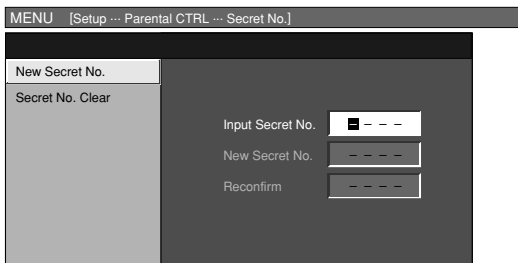 MENU [Setup ··· Parental CTRL ··· Secret No.]
New Secret No.
Secret No. Clear
Input Secret No. – – – –
New Secret No. – – – –
Reconfirm – – – –